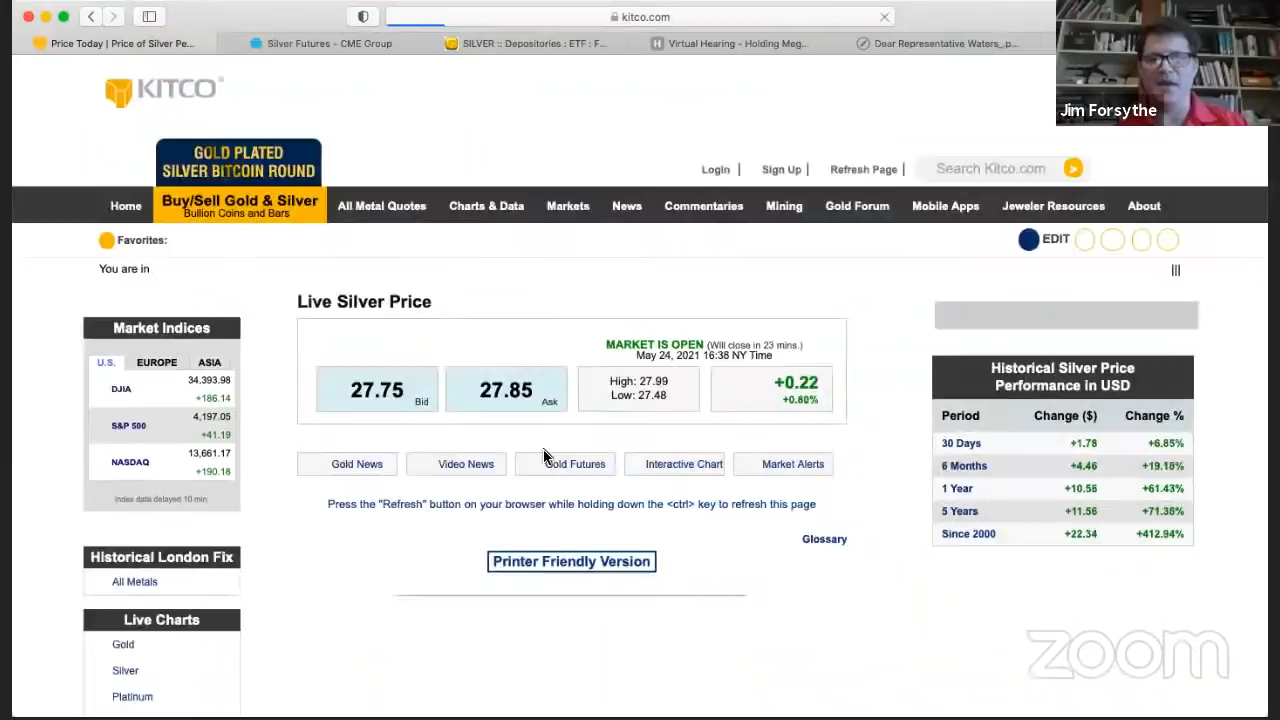 kitco.com
Price Today | Price of Silver Pe...
Silver Futures - CME Group
SILVER :: Depositories : ETF : F...
Virtual Hearing - Holding Meg...
Dear Representative Waters_.p...
Jim Forsythe
KITCO®
GOLD PLATED
SILVER BITCOIN ROUND
Login |
Sign Up |
Refresh Page |
Search Kitco.com
Home
Buy/Sell Gold & Silver
Bullion Coins and Bars
All Metal Quotes
Charts & Data
Markets
News
Commentaries
Mining
Gold Forum
Mobile Apps
Jeweler Resources
About
Favorites:
EDIT
You are in
|||
Live Silver Price
Market Indices
U.S. EUROPE ASIA
DJIA 34,393.98
+186.14
S&P 500 4,197.05
+41.19
NASDAQ 13,661.17
+190.18
Index data delayed 10 min
MARKET IS OPEN (Will close in 23 mins.)
May 24, 2021 16:38 NY Time
27.75 Bid
27.85 Ask
High: 27.99
Low: 27.48
+0.22
+0.80%
Gold News
Video News
Gold Futures
Interactive Chart
Market Alerts
Press the "Refresh" button on your browser while holding down the <ctrl> key to refresh this page
Glossary
Printer Friendly Version
Historical Silver Price
Performance in USD
Period Change ($) Change %
30 Days +1.78 +6.85%
6 Months +4.46 +19.18%
1 Year +10.56 +61.43%
5 Years +11.56 +71.38%
Since 2000 +22.34 +412.94%
Historical London Fix
All Metals
Live Charts
Gold
Silver
Platinum
zoom